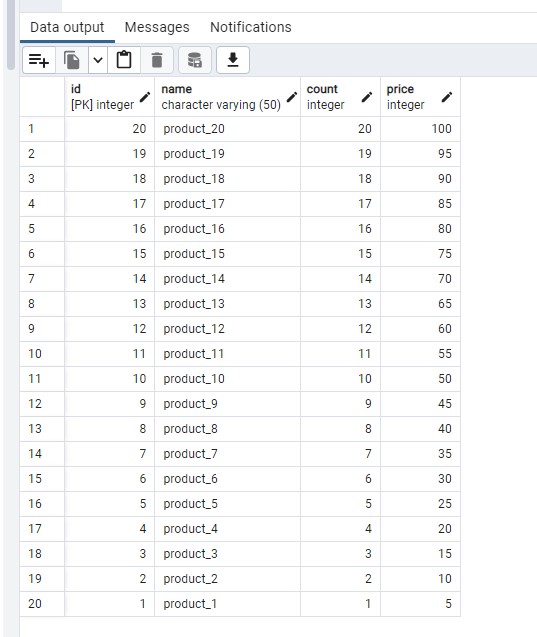 Data output Messages Notifications
id name count price
[PK] integer character varying (50) integer integer
1 20 product_20 20 100
2 19 product_19 19 95
3 18 product_18 18 90
4 17 product_17 17 85
5 16 product_16 16 80
6 15 product_15 15 75
7 14 product_14 14 70
8 13 product_13 13 65
9 12 product_12 12 60
10 11 product_11 11 55
11 10 product_10 10 50
12 9 product_9 9 45
13 8 product_8 8 40
14 7 product_7 7 35
15 6 product_6 6 30
16 5 product_5 5 25
17 4 product_4 4 20
18 3 product_3 3 15
19 2 product_2 2 10
20 1 product_1 1 5